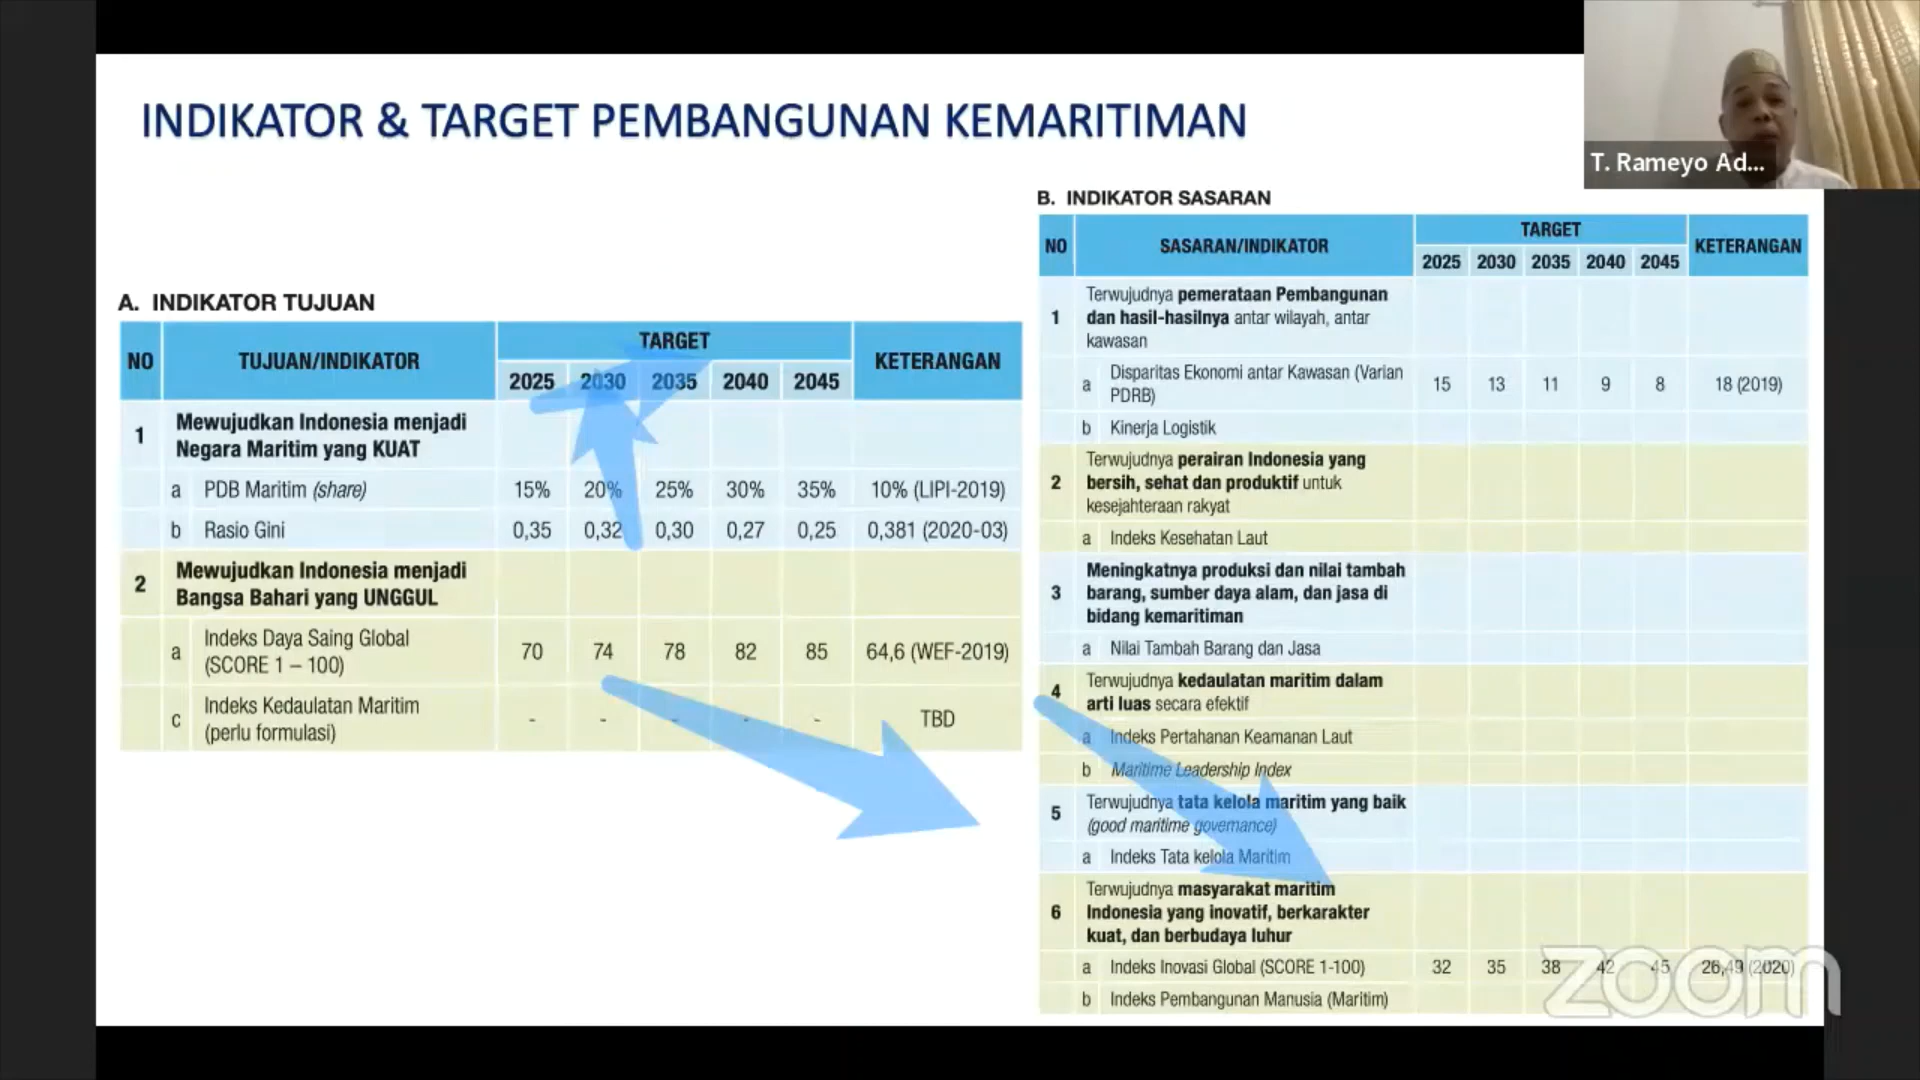 INDIKATOR & TARGET PEMBANGUNAN KEMARITIMAN
T. Rameyo Ad...
A. INDIKATOR TUJUAN
NO TUJUAN/INDIKATOR TARGET KETERANGAN
2025 2030 2035 2040 2045
1 Mewujudkan Indonesia menjadi
Negara Maritim yang KUAT
a PDB Maritim (share) 15% 20% 25% 30% 35% 10% (LIPI-2019)
b Rasio Gini 0,35 0,32 0,30 0,27 0,25 0,381 (2020-03)
2 Mewujudkan Indonesia menjadi
Bangsa Bahari yang UNGGUL
a Indeks Daya Saing Global
(SCORE 1 – 100) 70 74 78 82 85 64,6 (WEF-2019)
c Indeks Kedaulatan Maritim
(perlu formulasi) - - - - - TBD
B. INDIKATOR SASARAN
NO SASARAN/INDIKATOR TARGET KETERANGAN
2025 2030 2035 2040 2045
1 Terwujudnya pemerataan Pembangunan
dan hasil-hasilnya antar wilayah, antar
kawasan
a Disparitas Ekonomi antar Kawasan (Varian
PDRB) 15 13 11 9 8 18 (2019)
b Kinerja Logistik
2 Terwujudnya perairan Indonesia yang
bersih, sehat dan produktif untuk
kesejahteraan rakyat
a Indeks Kesehatan Laut
3 Meningkatnya produksi dan nilai tambah
barang, sumber daya alam, dan jasa di
bidang kemaritiman
a Nilai Tambah Barang dan Jasa
4 Terwujudnya kedaulatan maritim dalam
arti luas secara efektif
a Indeks Pertahanan Keamanan Laut
b Maritime Leadership Index
5 Terwujudnya tata kelola maritim yang baik
(good maritime governance)
a Indeks Tata kelola Maritim
6 Terwujudnya masyarakat maritim
Indonesia yang inovatif, berkarakter
kuat, dan berbudaya luhur
a Indeks Inovasi Global (SCORE 1-100) 32 35 38 42 45 26,49 (2020)
b Indeks Pembangunan Manusia (Maritim)
zoom